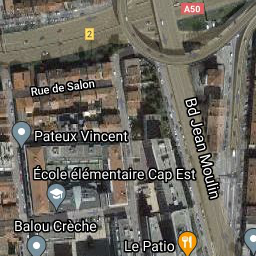 A50
2
Rue de Salon
Bd Jean Moulin
Pateux Vincent
École élémentaire Cap Est
Balou Crèche
Le Patio